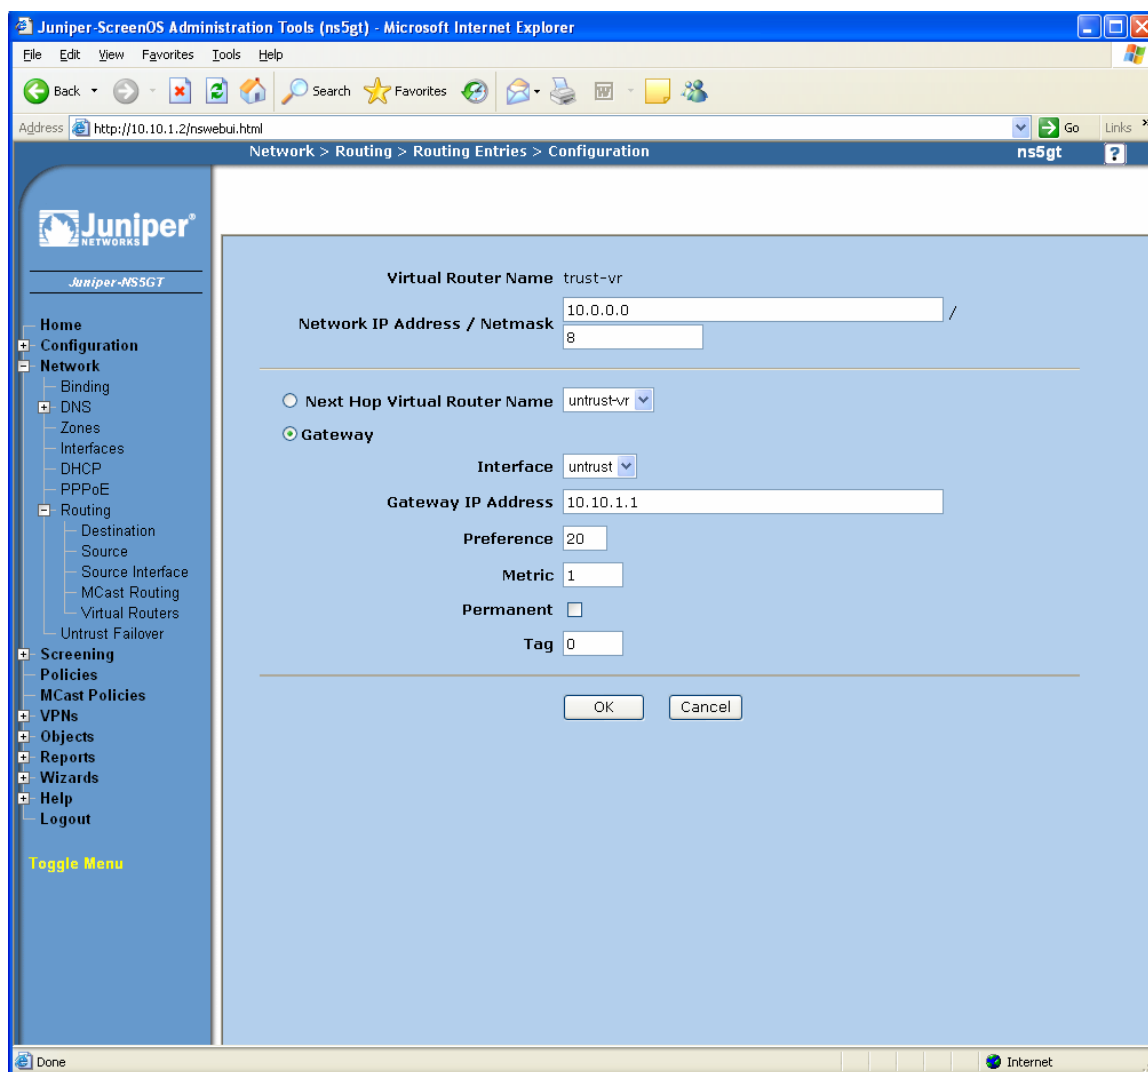 Juniper-ScreenOS Administration Tools (ns5gt) - Microsoft Internet Explorer
File Edit View Favorites Tools Help
Back Search Favorites
Address http://10.10.1.2/nswebui.html Go Links »
Network > Routing > Routing Entries > Configuration ns5gt ?
Juniper®
NETWORKS
Juniper-NS5GT
Home
Configuration
Network
Binding
DNS
Zones
Interfaces
DHCP
PPPoE
Routing
Destination
Source
Source Interface
MCast Routing
Virtual Routers
Untrust Failover
Screening
Policies
MCast Policies
VPNs
Objects
Reports
Wizards
Help
Logout
Toggle Menu
Virtual Router Name trust-vr
Network IP Address / Netmask 10.0.0.0 /
8
Next Hop Virtual Router Name untrust-vr
Gateway
Interface untrust
Gateway IP Address 10.10.1.1
Preference 20
Metric 1
Permanent
Tag 0
OK Cancel
Done Internet